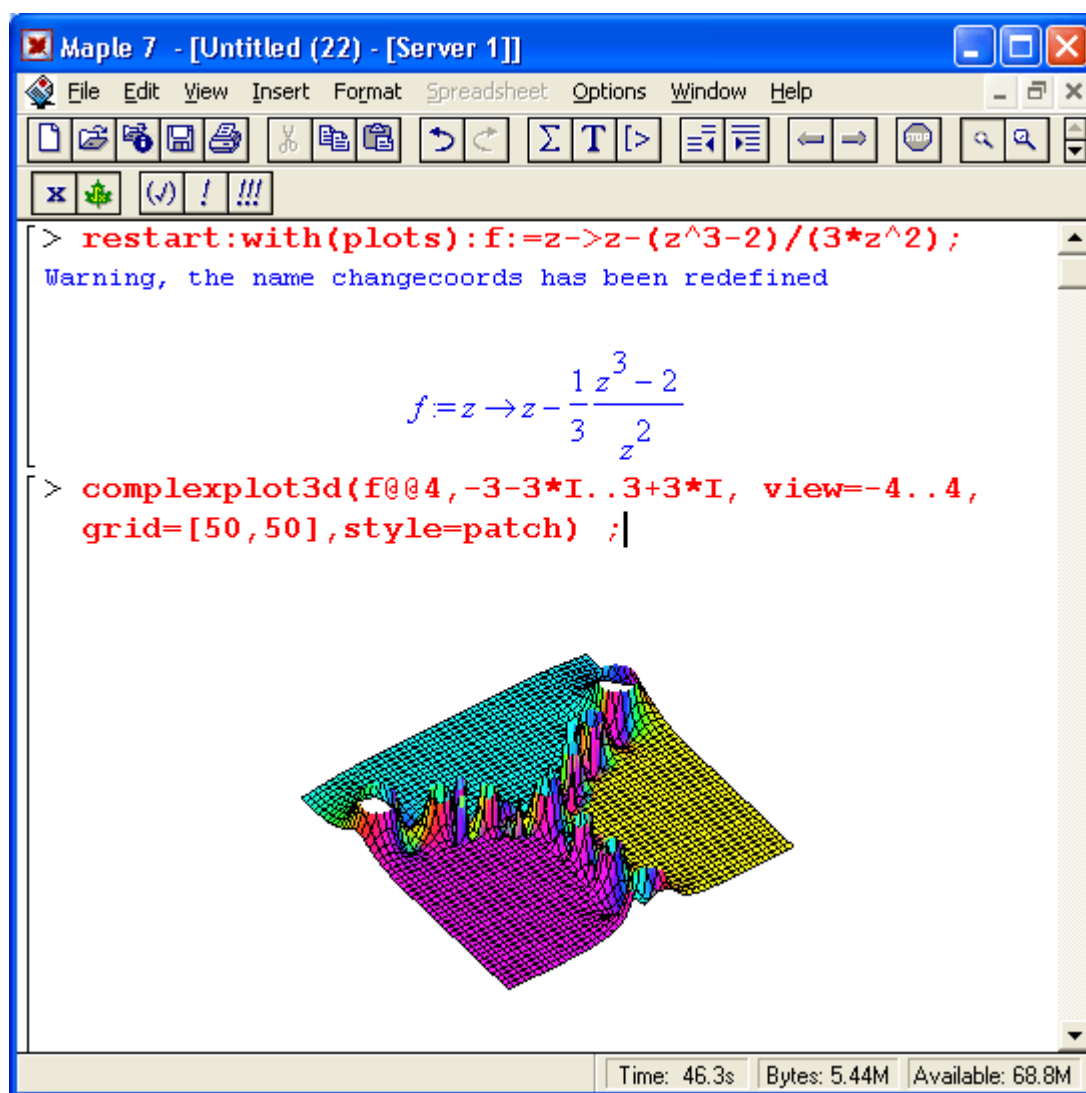 Maple 7 - [Untitled (22) - [Server 1]]
File Edit View Insert Format Spreadsheet Options Window Help
Σ T [>
STOP
x (√) ! !!!
> restart:with(plots):f:=z->z-(z^3-2)/(3*z^2);
Warning, the name changecoords has been redefined
f := z → z - 1/3 (z^3 - 2)/z^2
> complexplot3d(f@@4,-3-3*I..3+3*I, view=-4..4,
grid=[50,50],style=patch) ;
Time: 46.3s Bytes: 5.44M Available: 68.8M